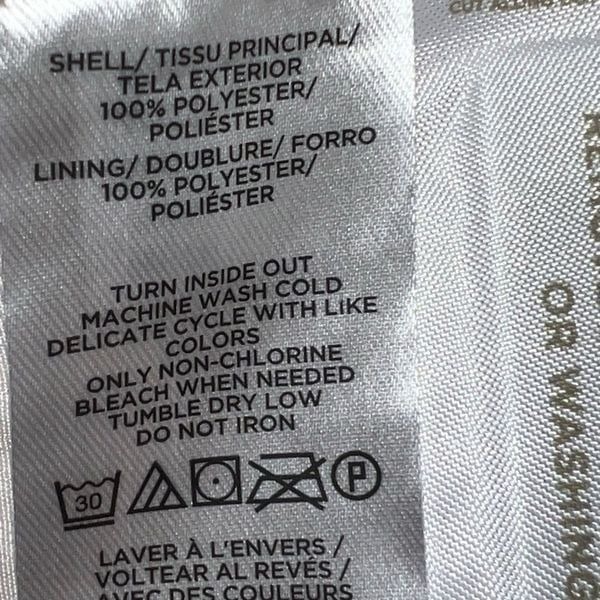 SHELL/ TISSU PRINCIPAL/
TELA EXTERIOR
100% POLYESTER/
POLIÉSTER
LINING/ DOUBLURE/ FORRO
100% POLYESTER/
POLIÉSTER
TURN INSIDE OUT
MACHINE WASH COLD
DELICATE CYCLE WITH LIKE
COLORS
ONLY NON-CHLORINE
BLEACH WHEN NEEDED
TUMBLE DRY LOW
DO NOT IRON
30 P
LAVER À L'ENVERS /
VOLTEAR AL REVÉS /
AVEC DES COULEURS
CUT ALONG
OR WASHING